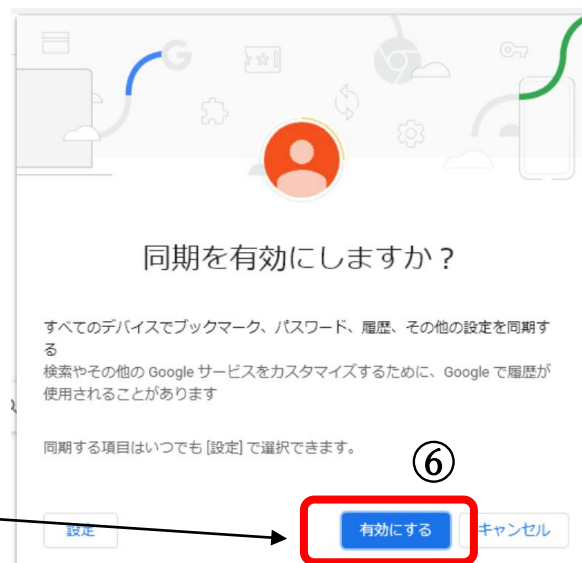 同期を有効にしますか？
すべてのデバイスでブックマーク、パスワード、履歴、その他の設定を同期す
る
検索やその他の Google サービスをカスタマイズするために、Google で履歴が
使用されることがあります
同期する項目はいつでも [設定] で選択できます。
⑥
設定
有効にする
キャンセル